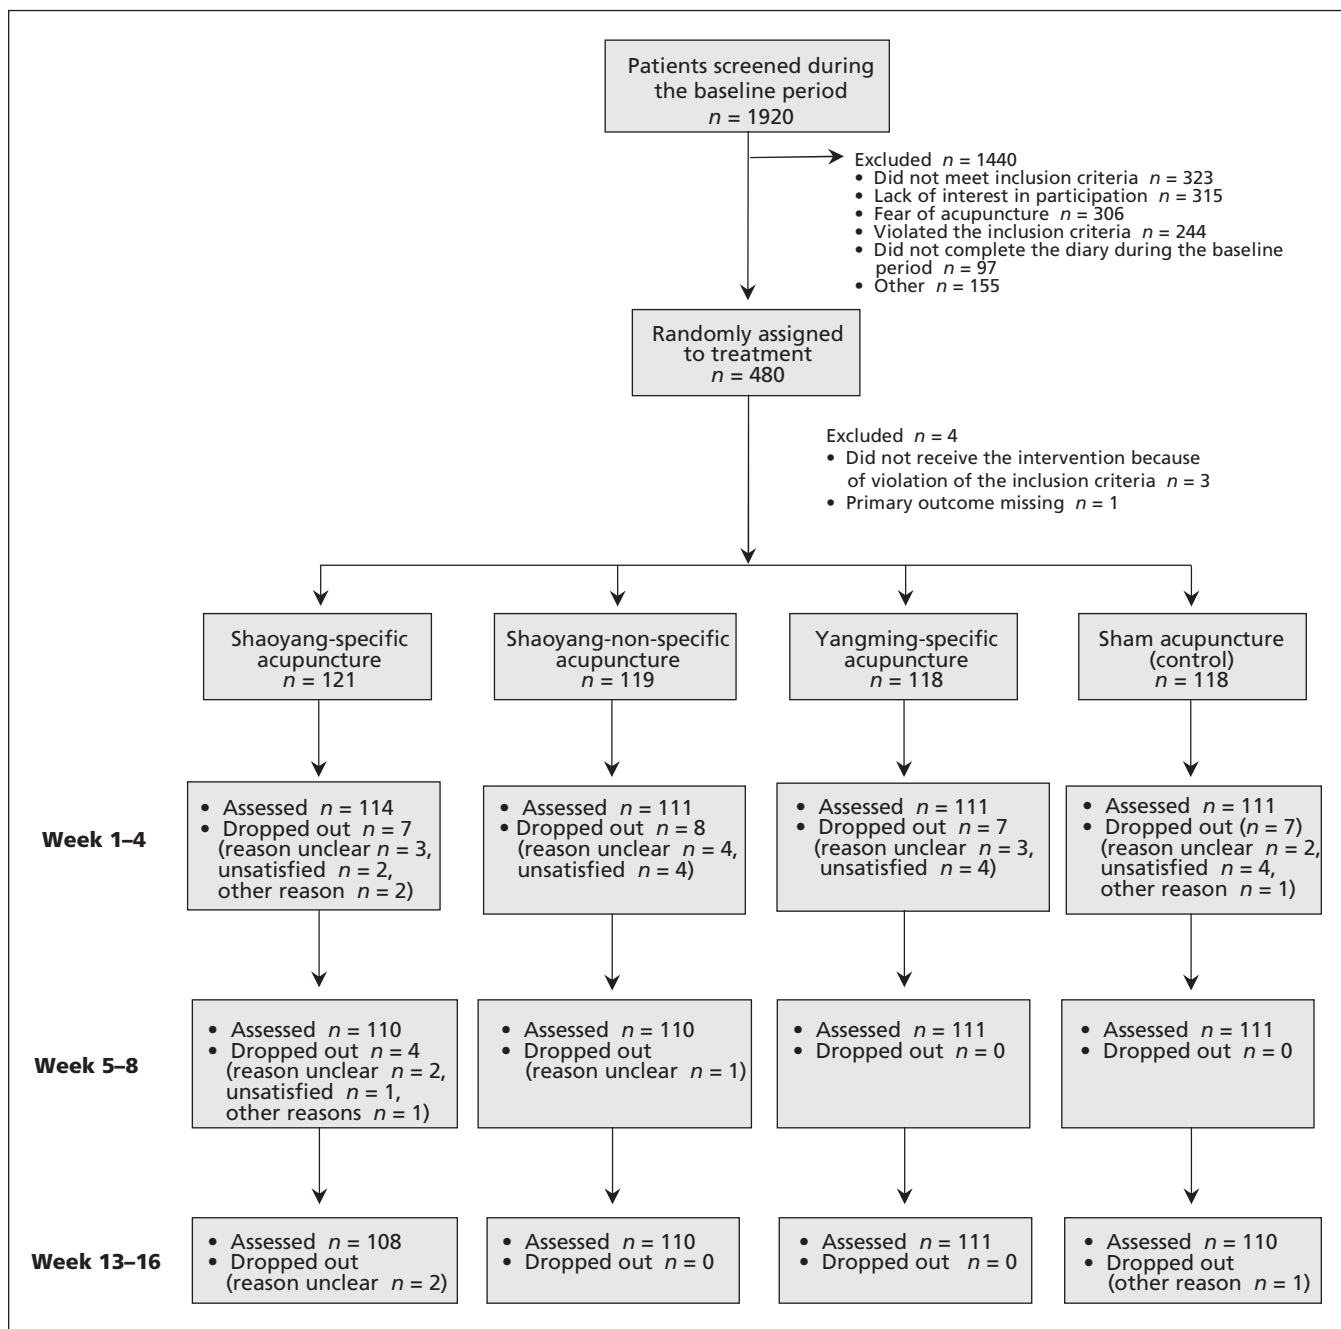 Patients screened during
the baseline period
n = 1920
Excluded n = 1440
• Did not meet inclusion criteria n = 323
• Lack of interest in participation n = 315
• Fear of acupuncture n = 306
• Violated the inclusion criteria n = 244
• Did not complete the diary during the baseline
period n = 97
• Other n = 155
Randomly assigned
to treatment
n = 480
Excluded n = 4
• Did not receive the intervention because
of violation of the inclusion criteria n = 3
• Primary outcome missing n = 1
Shaoyang-specific
acupuncture
n = 121
Shaoyang-non-specific
acupuncture
n = 119
Yangming-specific
acupuncture
n = 118
Sham acupuncture
(control)
n = 118
Week 1–4
• Assessed n = 114
• Dropped out n = 7
(reason unclear n = 3,
unsatisfied n = 2,
other reason n = 2)
• Assessed n = 111
• Dropped out n = 8
(reason unclear n = 4,
unsatisfied n = 4)
• Assessed n = 111
• Dropped out n = 7
(reason unclear n = 3,
unsatisfied n = 4)
• Assessed n = 111
• Dropped out (n = 7)
(reason unclear n = 2,
unsatisfied n = 4,
other reason n = 1)
Week 5–8
• Assessed n = 110
• Dropped out n = 4
(reason unclear n = 2,
unsatisfied n = 1,
other reasons n = 1)
• Assessed n = 110
• Dropped out
(reason unclear n = 1)
• Assessed n = 111
• Dropped out n = 0
• Assessed n = 111
• Dropped out n = 0
Week 13–16
• Assessed n = 108
• Dropped out
(reason unclear n = 2)
• Assessed n = 110
• Dropped out n = 0
• Assessed n = 111
• Dropped out n = 0
• Assessed n = 110
• Dropped out
(other reason n = 1)